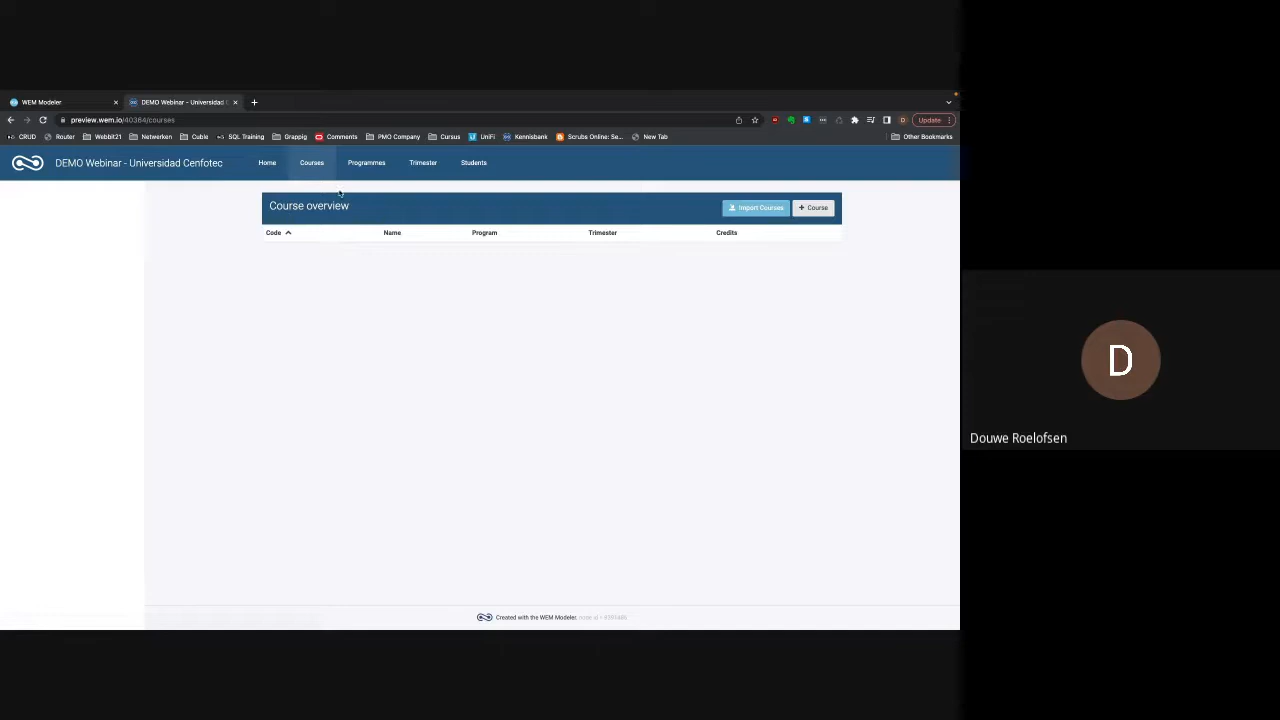 WEM Modeler
DEMO Webinar - Universidad
preview.wem.io/40364/courses
Update
CRUD Router Webbit21 Netwerken Cuble SQL Training Grappig Comments PMO Company Cursus UniFi Kennisbank Scrubs Online: Se... New Tab Other Bookmarks
DEMO Webinar - Universidad Cenfotec Home Courses Programmes Trimester Students
Course overview Import Courses + Course
Code Name Program Trimester Credits
D
Douwe Roelofsen
Created with the WEM Modeler,